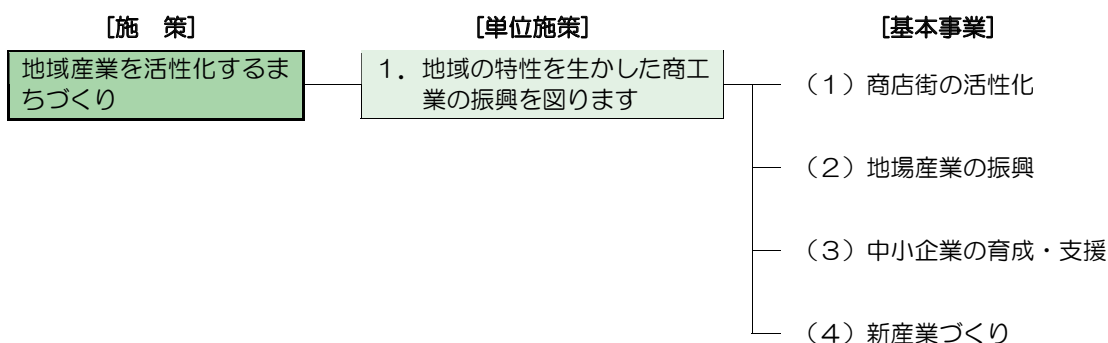 [施　策]
[単位施策]
[基本事業]
地域産業を活性化するま
ちづくり
１．地域の特性を生かした商工
業の振興を図ります
（１）商店街の活性化
（２）地場産業の振興
（３）中小企業の育成・支援
（４）新産業づくり